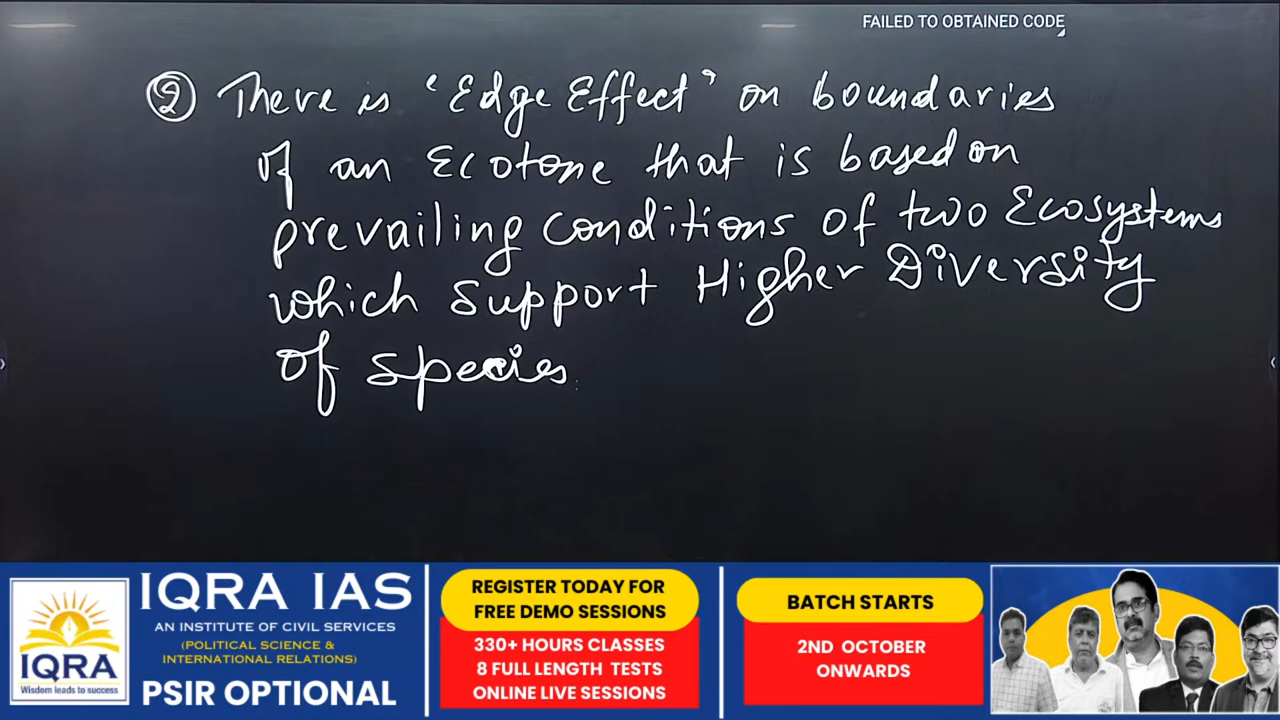 FAILED TO OBTAINED CODE
② There is 'Edge Effect' on boundaries
of an Ecotone that is based on
prevailing conditions of two Ecosystems
which support Higher Diversity
of species.
IQRA
Wisdom leads to success
IQRA IAS
AN INSTITUTE OF CIVIL SERVICES
(POLITICAL SCIENCE &
INTERNATIONAL RELATIONS)
PSIR OPTIONAL
REGISTER TODAY FOR
FREE DEMO SESSIONS
330+ HOURS CLASSES
8 FULL LENGTH TESTS
ONLINE LIVE SESSIONS
BATCH STARTS
2ND OCTOBER
ONWARDS